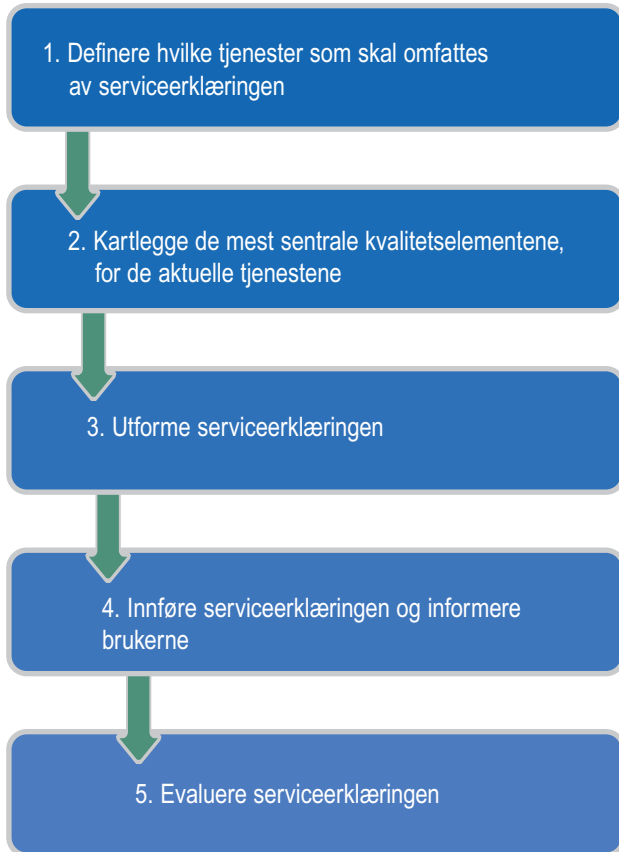 1. Definere hvilke tjenester som skal omfattes
av serviceerklæringen
2. Kartlegge de mest sentrale kvalitetselementene,
for de aktuelle tjenestene
3. Utforme serviceerklæringen
4. Innføre serviceerklæringen og informere
brukerne
5. Evaluere serviceerklæringen